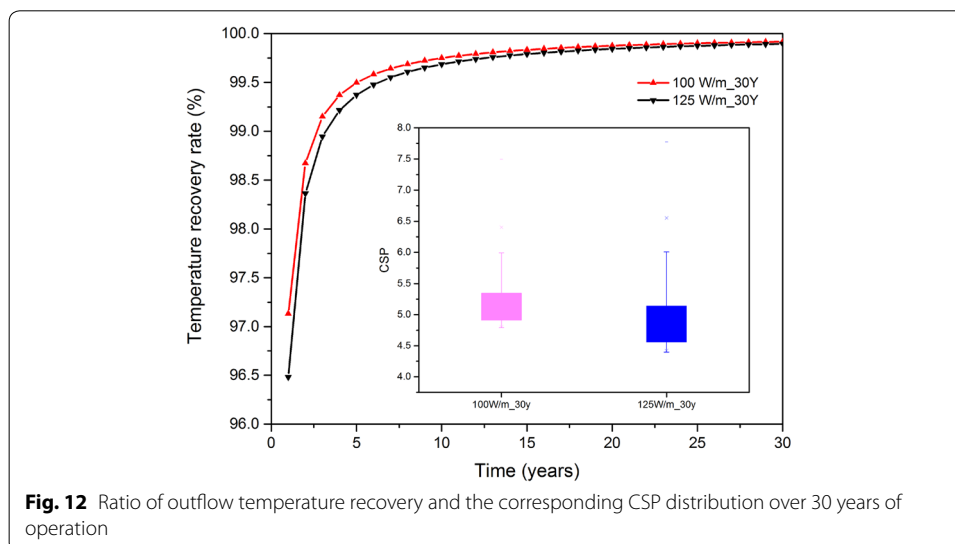 100.0
99.5
99.0
98.5
98.0
97.5
97.0
96.5
96.0
Temperature recovery rate (%)
100 W/m_30Y
125 W/m_30Y
8.0
7.5
7.0
6.5
6.0
5.5
5.0
4.5
4.0
CSP
100W/m_30y 125W/m_30y
0 5 10 15 20 25 30
Time (years)
Fig. 12 Ratio of outflow temperature recovery and the corresponding CSP distribution over 30 years of
operation